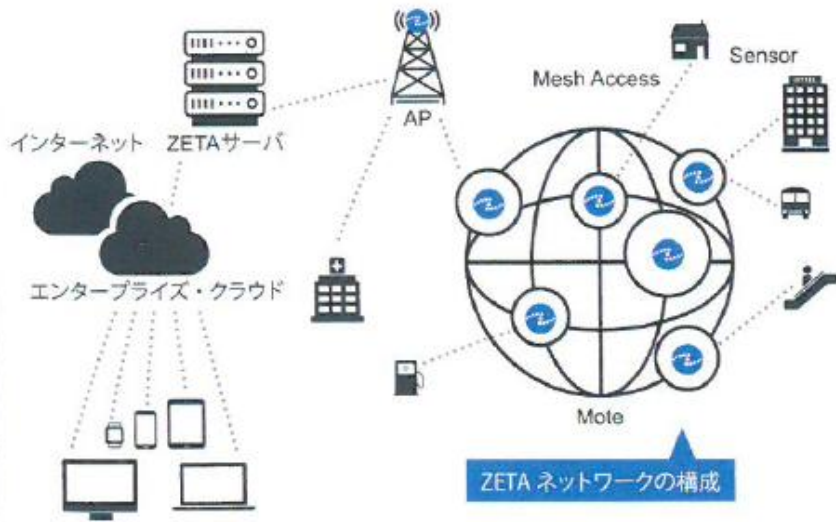 Mesh Access
Sensor
AP
インターネット
ZETAサーバ
エンタープライズ・クラウド
Mote
ZETA ネットワークの構成